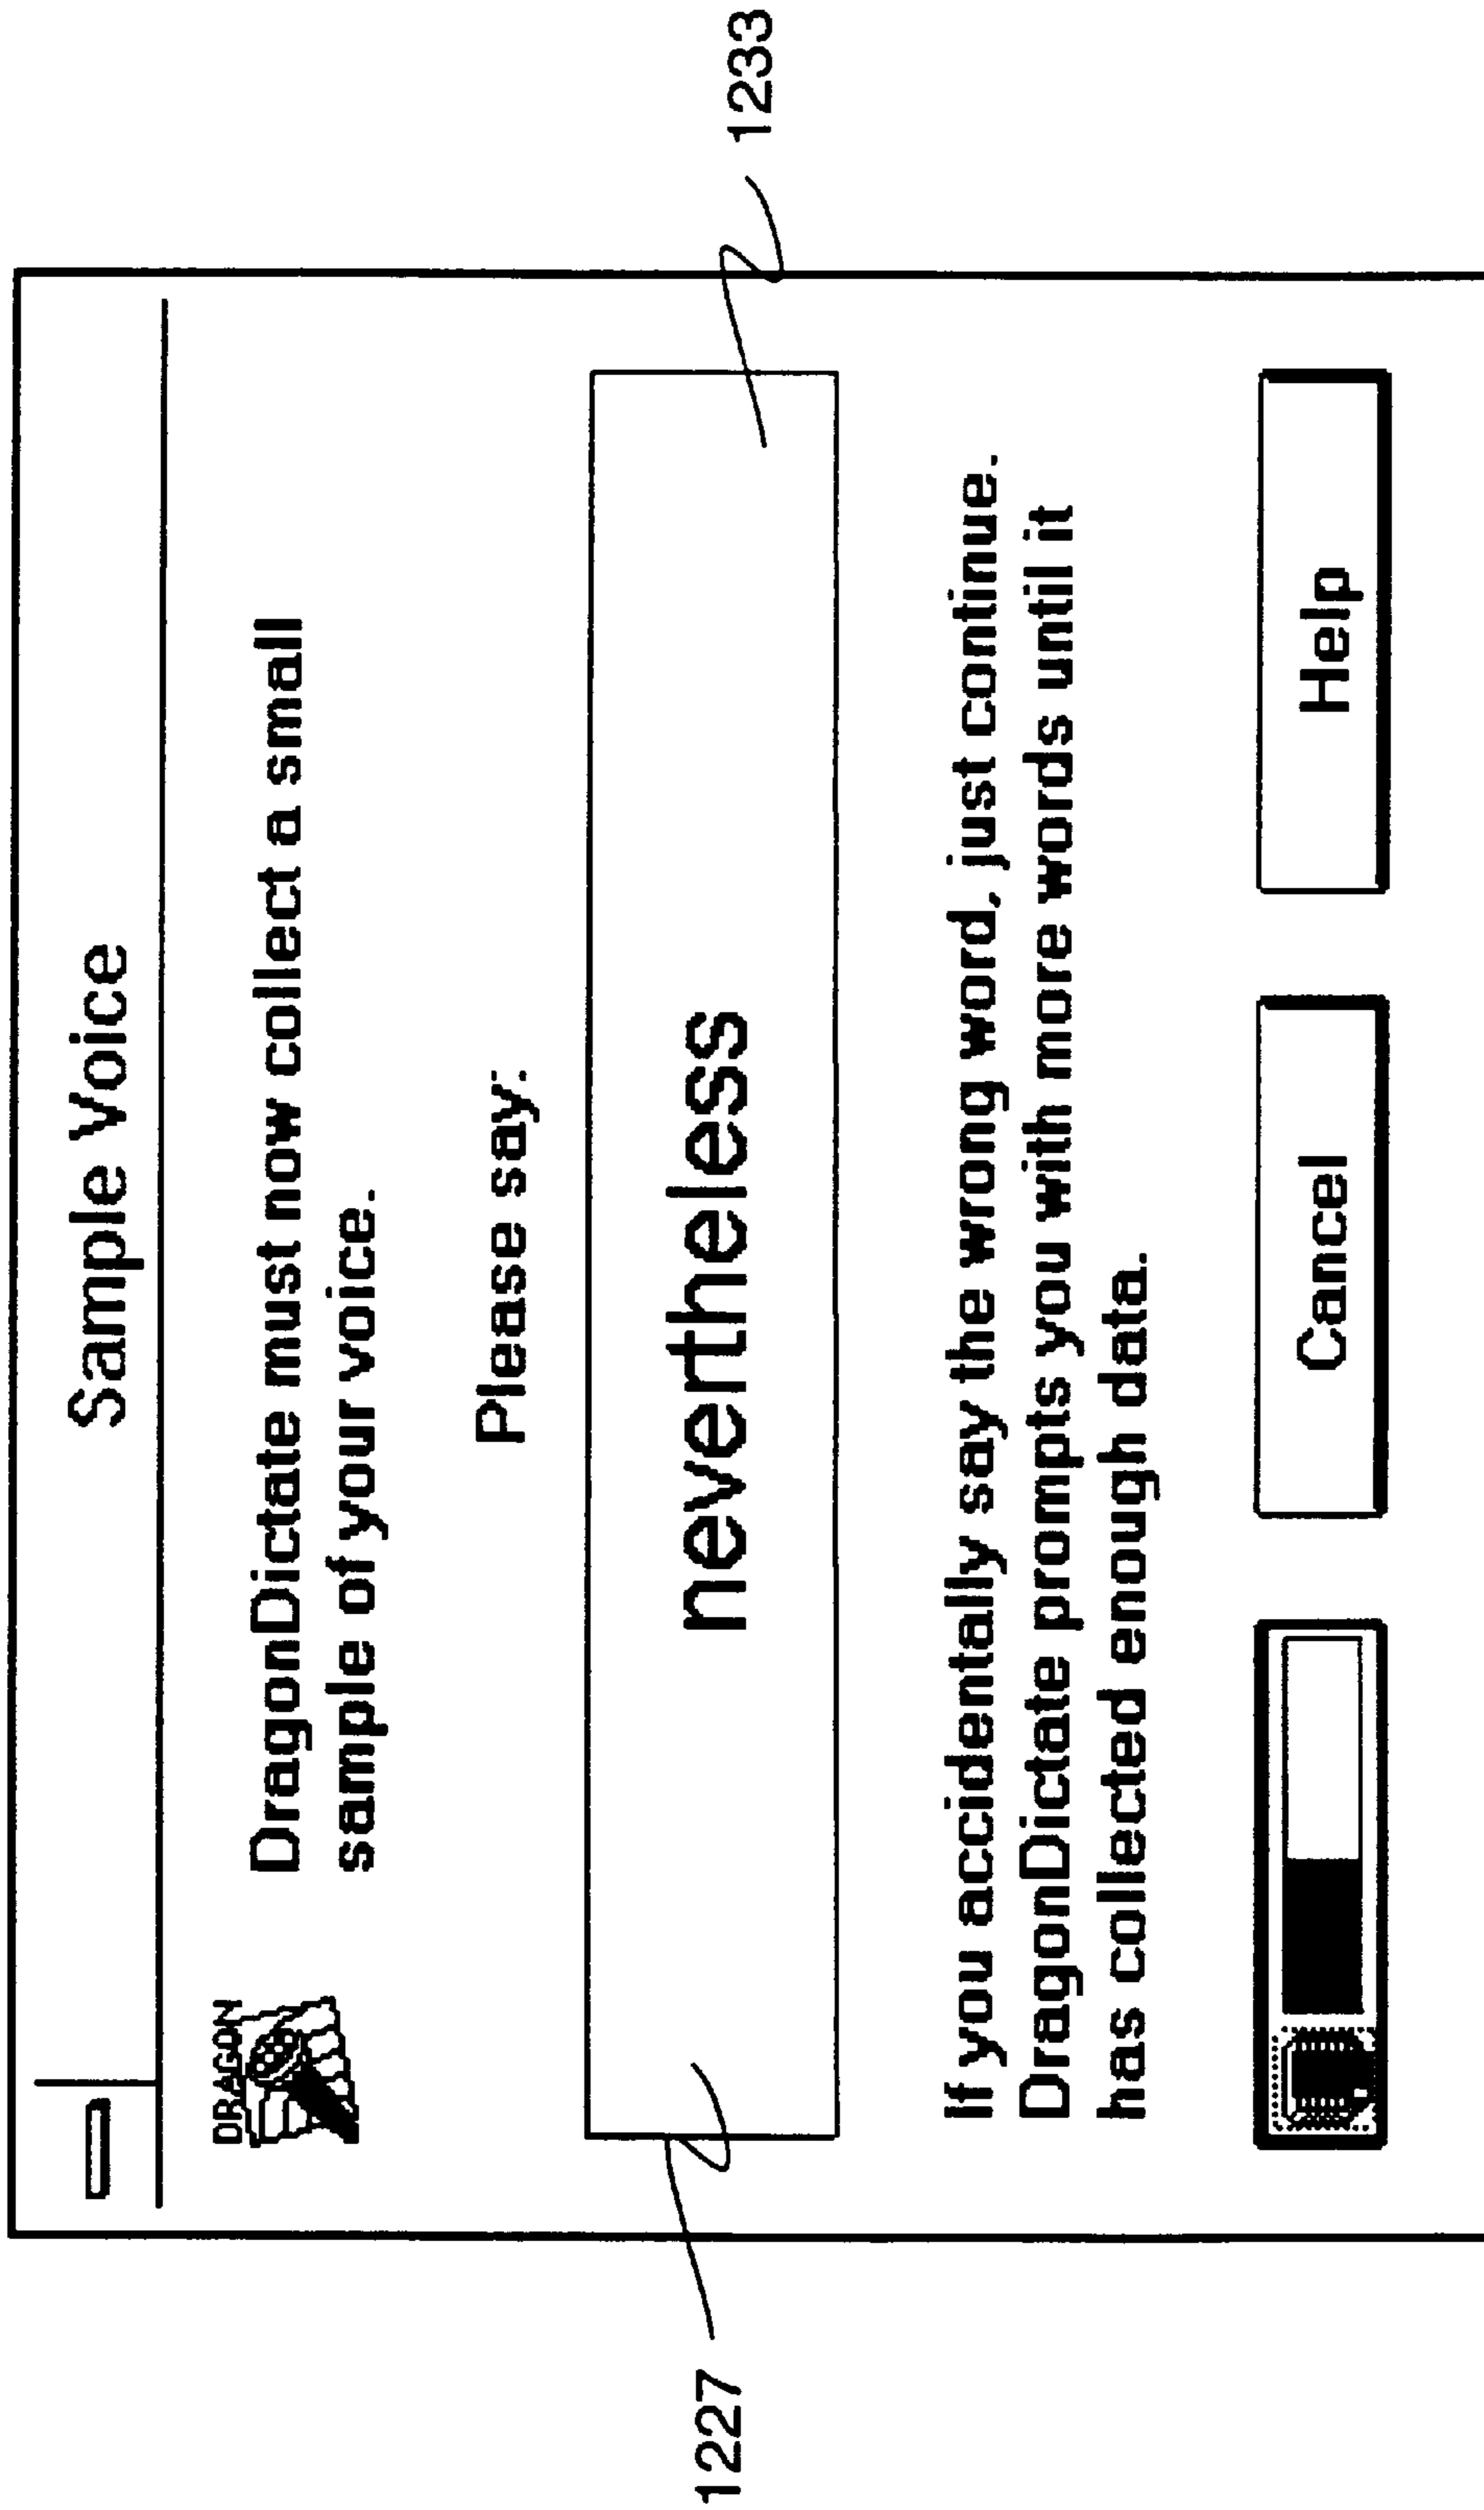 Sample Voice
DRAGON
DragonDictate must now collect a small
sample of your voice.
Please say:
nevertheless
1227
1233
If you accidentally say the wrong word, just continue.
DragonDictate prompts you with more words until it
has collected enough data.
Cancel
Help